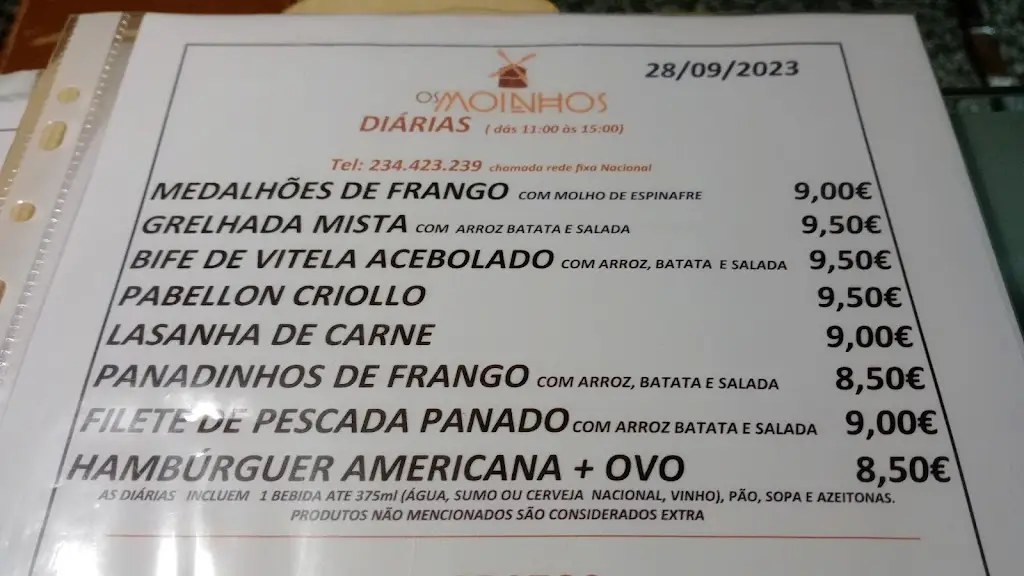 28/09/2023
OS MOINHOS
DIÁRIAS ( dás 11:00 às 15:00)
Tel: 234.423.239 chamada rede fixa Nacional
MEDALHÕES DE FRANGO COM MOLHO DE ESPINAFRE 9,00€
GRELHADA MISTA COM ARROZ BATATA E SALADA 9,50€
BIFE DE VITELA ACEBOLADO COM ARROZ, BATATA E SALADA 9,50€
PABELLON CRIOLLO 9,50€
LASANHA DE CARNE 9,00€
PANADINHOS DE FRANGO COM ARROZ, BATATA E SALADA 8,50€
FILETE DE PESCADA PANADO COM ARROZ BATATA E SALADA 9,00€
HAMBÚRGUER AMERICANA + OVO 8,50€
AS DIÁRIAS INCLUEM 1 BEBIDA ATE 375ml (ÁGUA, SUMO OU CERVEJA NACIONAL, VINHO), PÃO, SOPA E AZEITONAS.
PRODUTOS NÃO MENCIONADOS SÃO CONSIDERADOS EXTRA